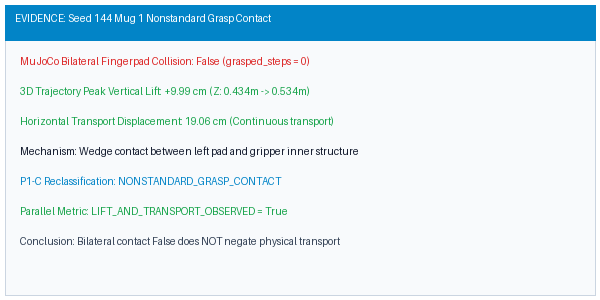 EVIDENCE: Seed 144 Mug 1 Nonstandard Grasp Contact
MuJoCo Bilateral Fingerpad Collision: False (grasped_steps = 0)
3D Trajectory Peak Vertical Lift: +9.99 cm (Z: 0.434m -> 0.534m)
Horizontal Transport Displacement: 19.06 cm (Continuous transport)
Mechanism: Wedge contact between left pad and gripper inner structure
P1-C Reclassification: NONSTANDARD_GRASP_CONTACT
Parallel Metric: LIFT_AND_TRANSPORT_OBSERVED = True
Conclusion: Bilateral contact False does NOT negate physical transport